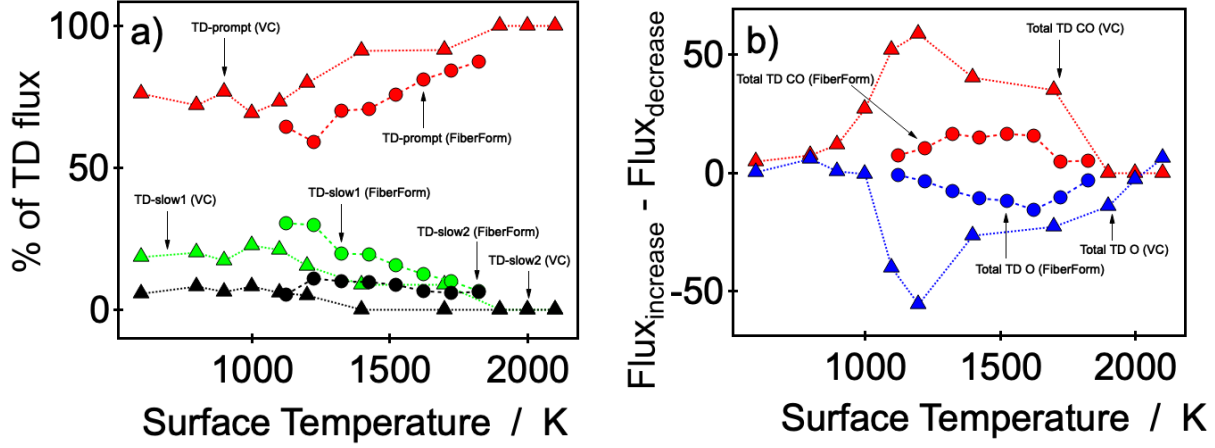 a)
100
50
0
% of TD flux
TD-prompt (VC)
TD-prompt (FiberForm)
TD-slow1 (VC)
TD-slow1 (FiberForm)
TD-slow2 (FiberForm)
TD-slow2 (VC)
1000
1500
2000
Surface Temperature / K
b)
50
0
-50
Flux_increase - Flux_decrease
Total TD CO (VC)
Total TD CO (FiberForm)
Total TD O (VC)
Total TD O (FiberForm)
1000
1500
2000
Surface Temperature / K